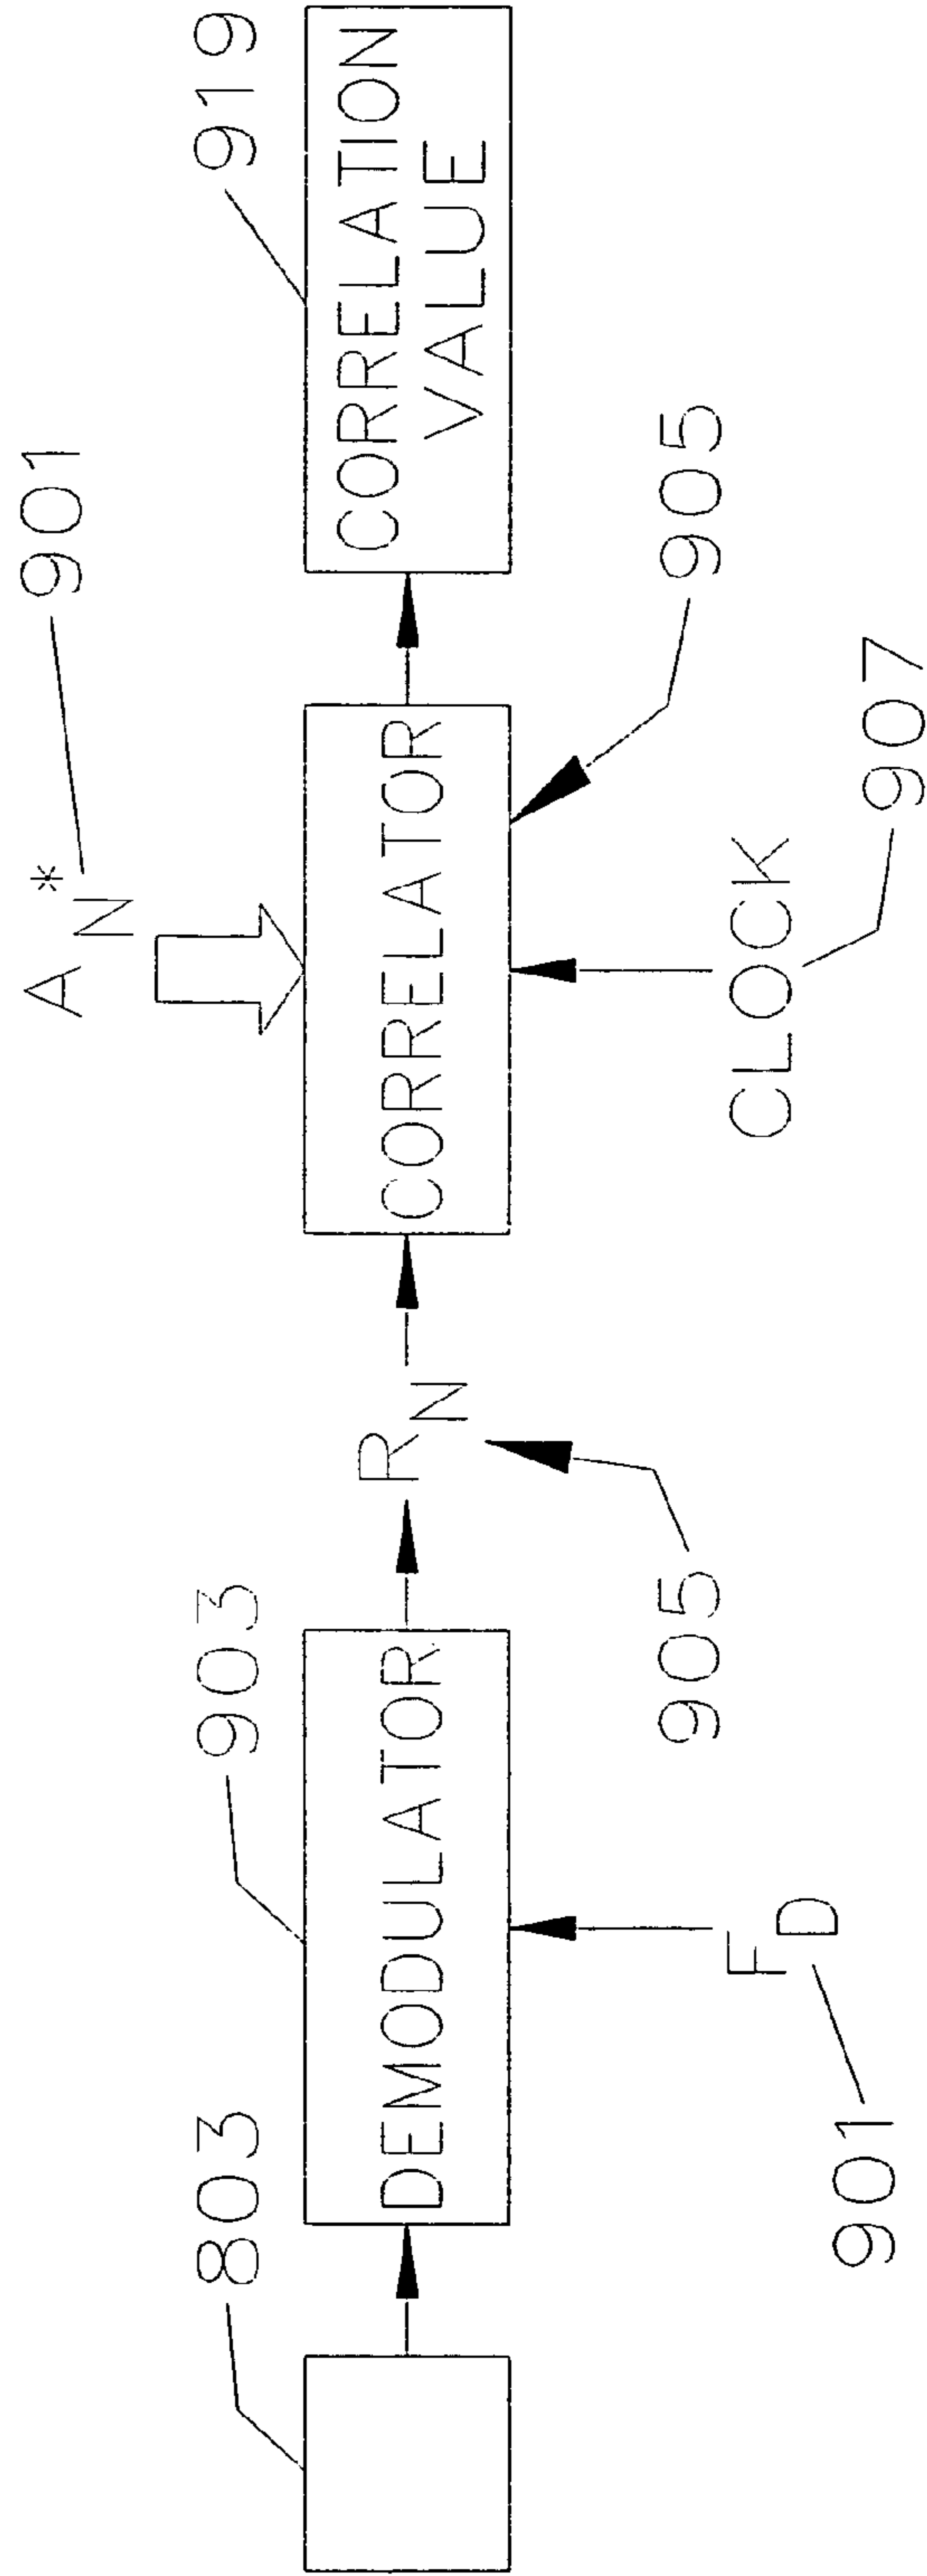 901
A N*
803
903
919
DEMODULATOR
R N
CORRELATOR
CORRELATION
VALUE
905
905
F D
CLOCK
901
907